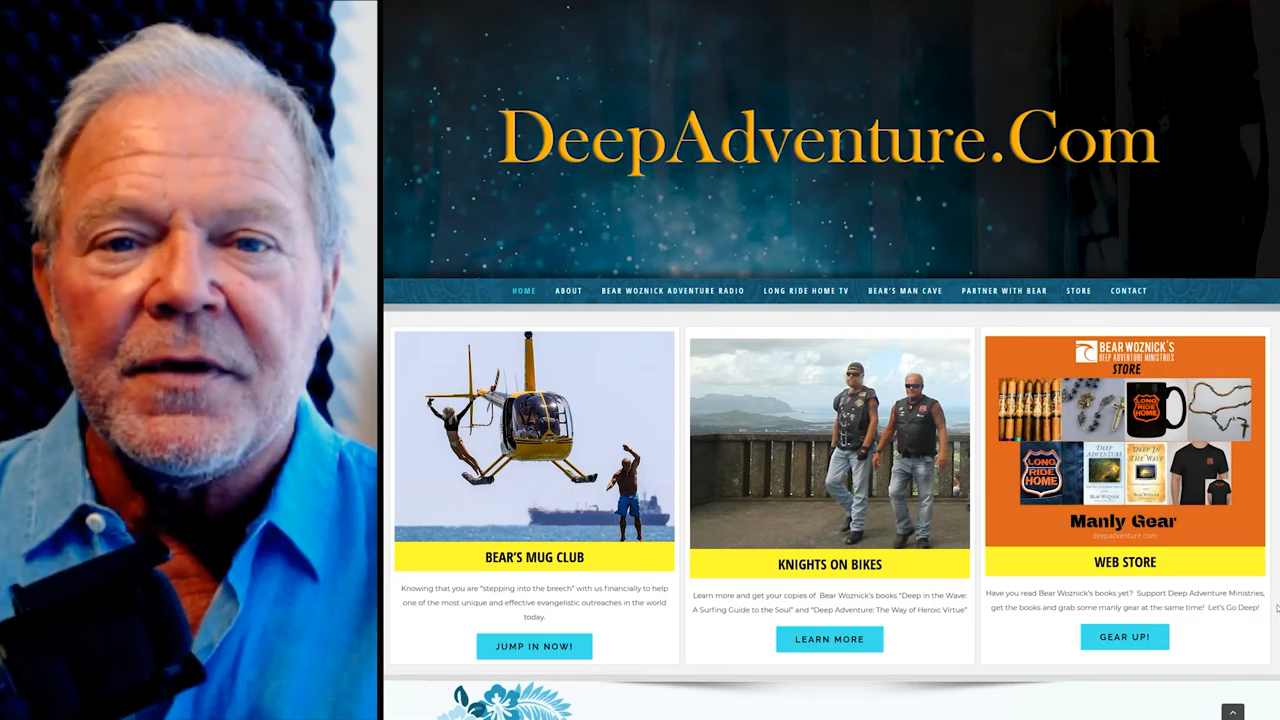 DeepAdventure.Com
HOME ABOUT BEAR WOZNICK ADVENTURE RADIO LONG RIDE HOME TV BEAR'S MAN CAVE PARTNER WITH BEAR STORE CONTACT
BEAR'S MUG CLUB
Knowing that you are "stepping into the breech" with us financially to help
one of the most unique and effective evangelistic outreaches in the world
today.
JUMP IN NOW!
KNIGHTS ON BIKES
Learn more and get your copies of Bear Woznick's books "Deep in the Wave:
A Surfing Guide to the Soul" and "Deep Adventure: The Way of Heroic Virtue"
LEARN MORE
BEAR WOZNICK'S
DEEP ADVENTURE MINISTRIES
STORE
LONG
RIDE
HOME
LONG
RIDE
HOME
DEEP
ADVENTURE
DEEP IN
THE WAVE
Manly Gear
deepadventure.com
WEB STORE
Have you read Bear Woznick's books yet? Support Deep Adventure Ministries,
get the books and grab some manly gear at the same time! Let's Go Deep!
GEAR UP!